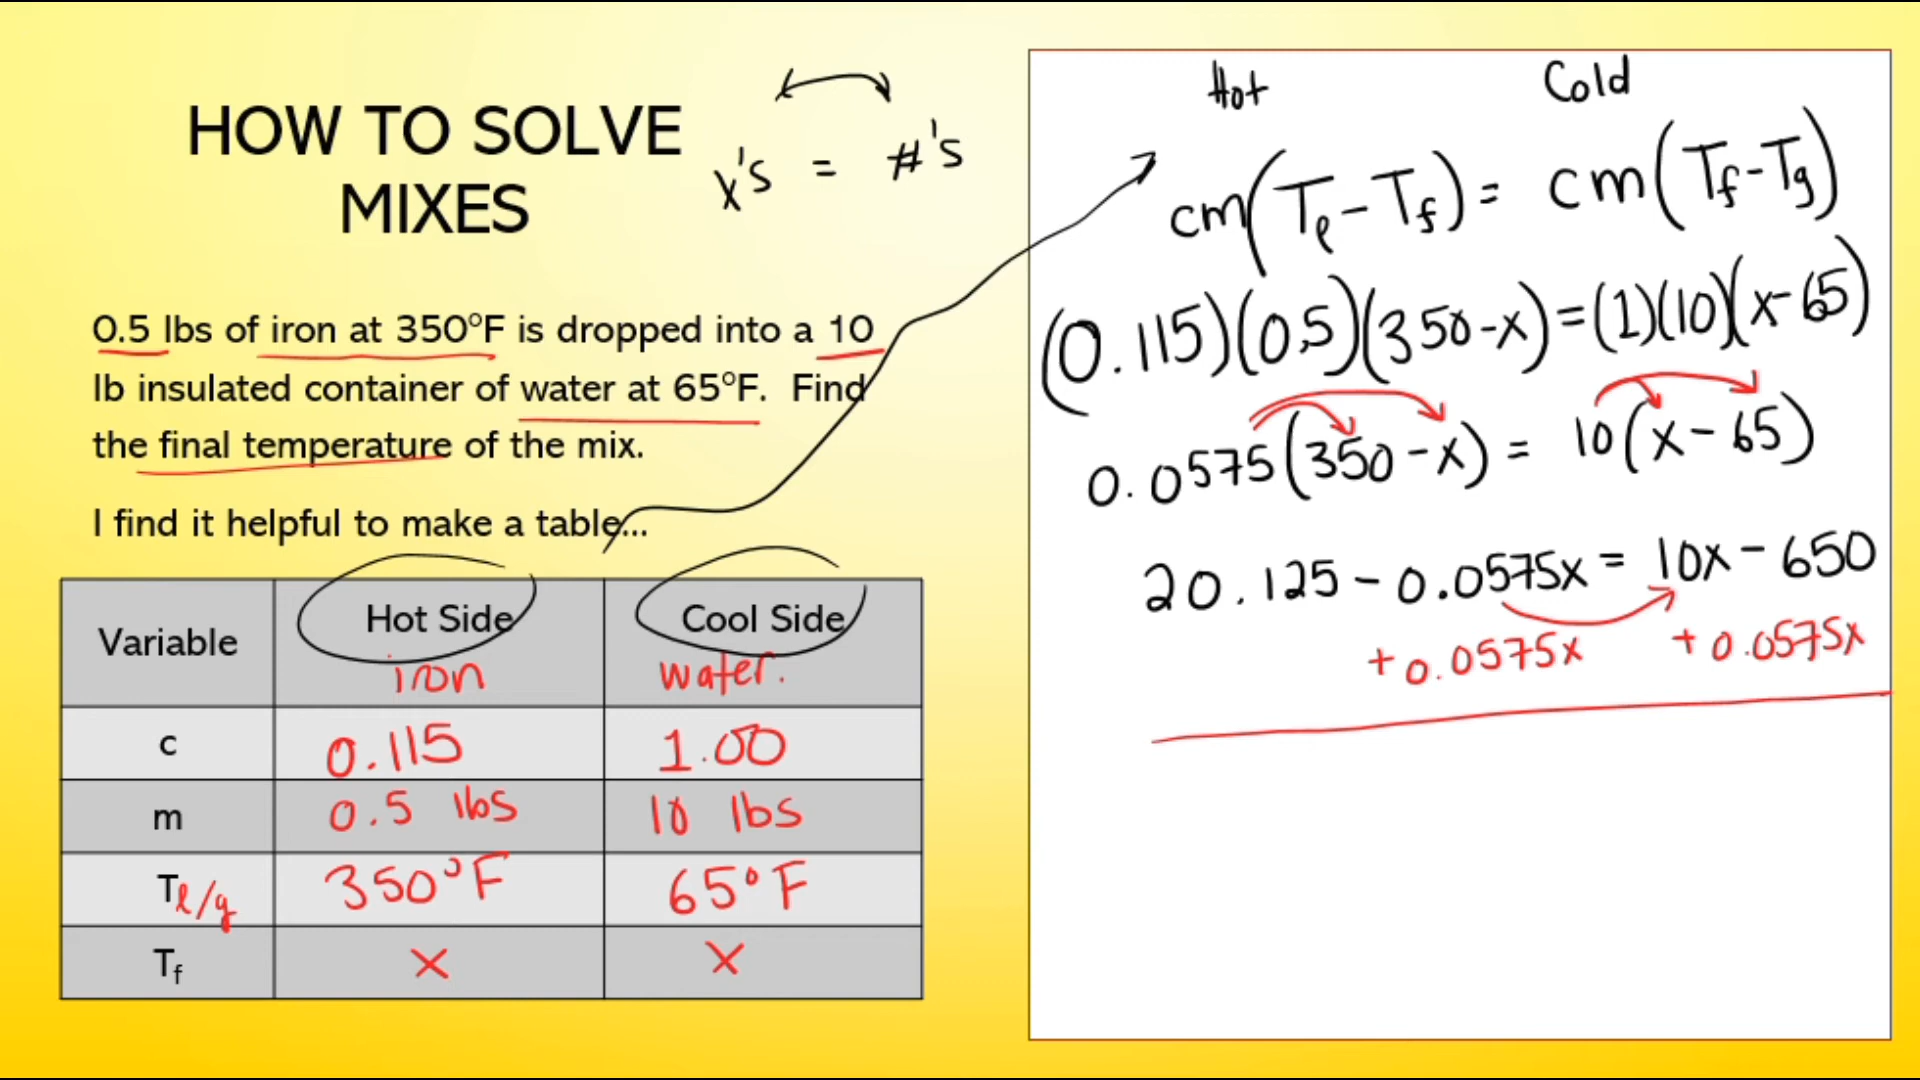 HOW TO SOLVE
MIXES
x's = #'s
0.5 lbs of iron at 350°F is dropped into a 10
lb insulated container of water at 65°F. Find
the final temperature of the mix.
I find it helpful to make a table...
Variable Hot Side Cool Side
iron water.
c 0.115 1.00
m 0.5 lbs 10 lbs
Tl/g 350°F 65°F
Tf x x
Hot Cold
cm(Tl-Tf) = cm(Tf-Tg)
(0.115)(0.5)(350-x)=(1)(10)(x-65)
0.0575(350-x) = 10(x-65)
20.125 - 0.0575x = 10x - 650
+0.0575x +0.0575x